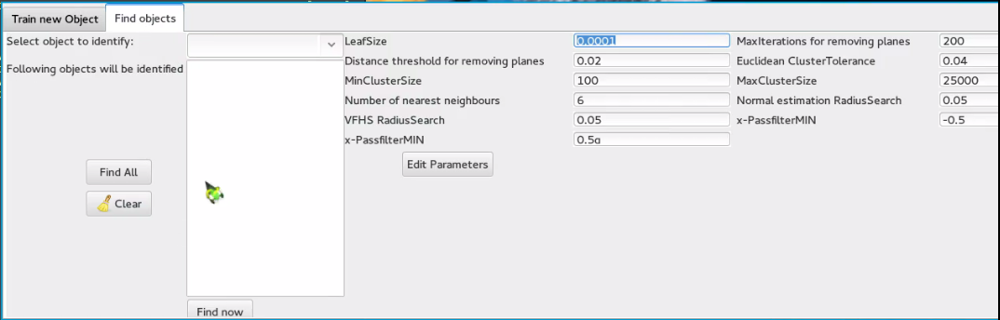 Train new Object Find objects
Select object to identify: LeafSize 0.0001 MaxIterations for removing planes 200
Following objects will be identified Distance threshold for removing planes 0.02 Euclidean ClusterTolerance 0.04
MinClusterSize 100 MaxClusterSize 25000
Number of nearest neighbours 6 Normal estimation RadiusSearch 0.05
VFHS RadiusSearch 0.05 x-PassfilterMIN -0.5
x-PassfilterMIN 0.5a
Edit Parameters
Find All
Clear
Find now